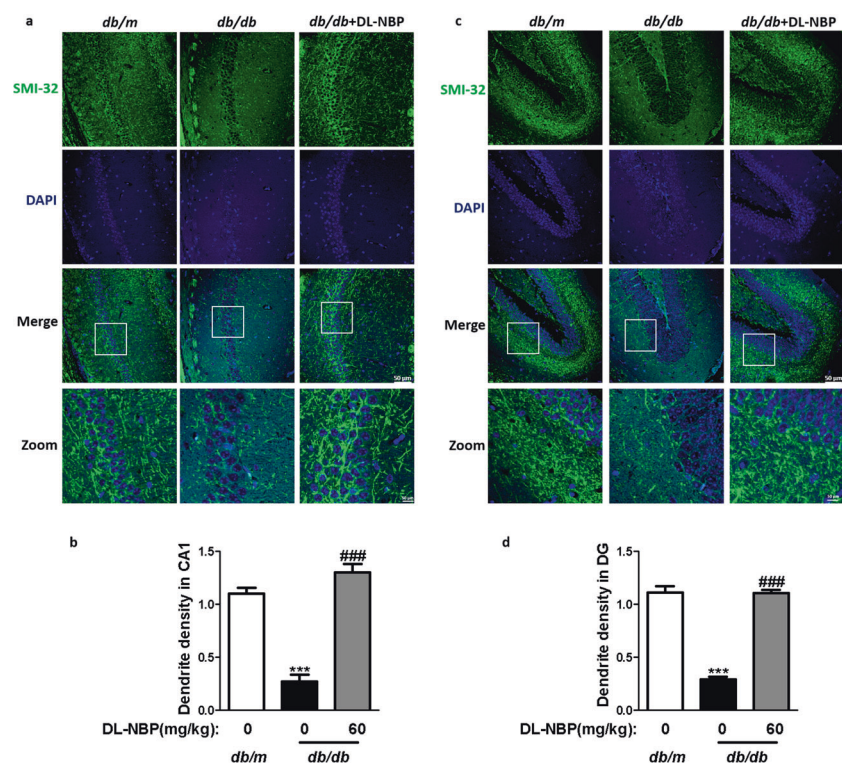 a
db/m db/db db/db+DL-NBP
SMI-32
DAPI
Merge
50 μm
Zoom
b
Dendrite density in CA1
1.5
1.0
0.5
0.0
***
###
DL-NBP(mg/kg): 0 0 60
db/m db/db
c
db/m db/db db/db+DL-NBP
SMI-32
DAPI
Merge
50 μm
Zoom
d
Dendrite density in DG
1.5
1.0
0.5
0.0
***
###
DL-NBP(mg/kg): 0 0 60
db/m db/db